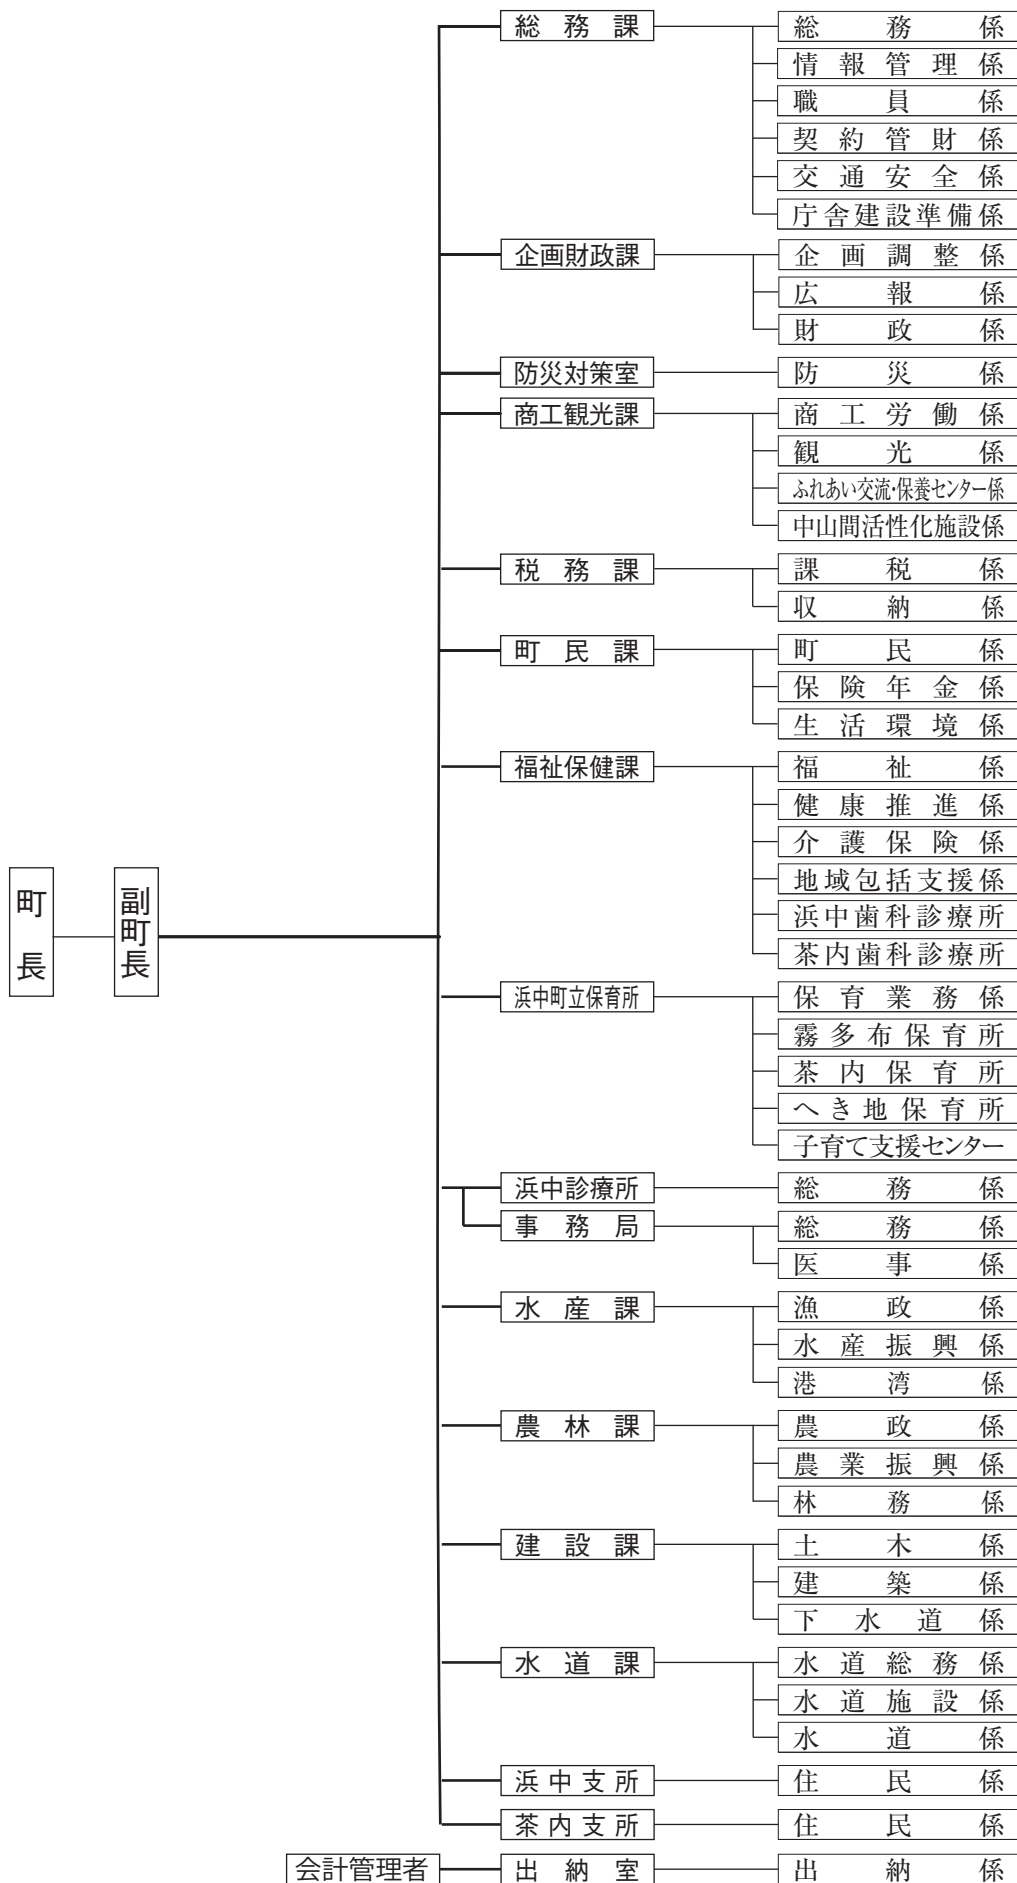 町長
副町長
総務課
総務係
情報管理係
職員係
契約管財係
交通安全係
庁舎建設準備係
企画財政課
企画調整係
広報係
財政係
防災対策室
防災係
商工観光課
商工労働係
観光係
ふれあい交流・保養センター係
中山間活性化施設係
税務課
課税係
収納係
町民課
町民係
保険年金係
生活環境係
福祉保健課
福祉係
健康推進係
介護保険係
地域包括支援係
浜中歯科診療所
茶内歯科診療所
浜中町立保育所
保育業務係
霧多布保育所
茶内保育所
へき地保育所
子育て支援センター
浜中診療所
総務係
事務局
総務係
医事係
水産課
漁政係
水産振興係
港湾係
農林課
農政係
農業振興係
林務係
建設課
土木係
建築係
下水道係
水道課
水道総務係
水道施設係
水道係
浜中支所
住民係
茶内支所
住民係
会計管理者
出納室
出納係